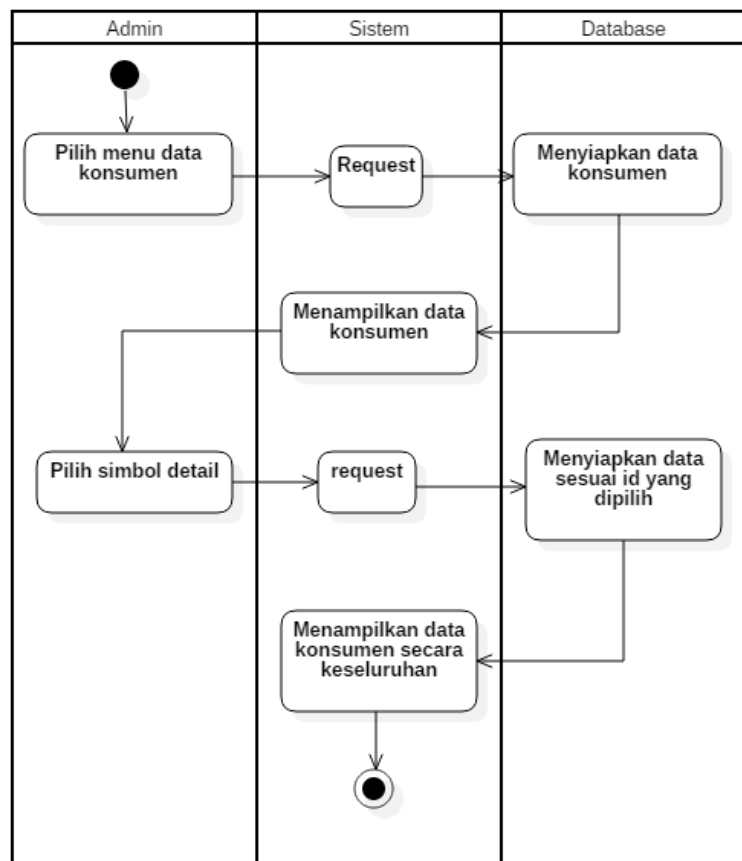 Admin
Sistem
Database
Pilih menu data
konsumen
Request
Menyiapkan data
konsumen
Menampilkan data
konsumen
Pilih simbol detail
request
Menyiapkan data
sesuai id yang
dipilih
Menampilkan data
konsumen secara
keseluruhan